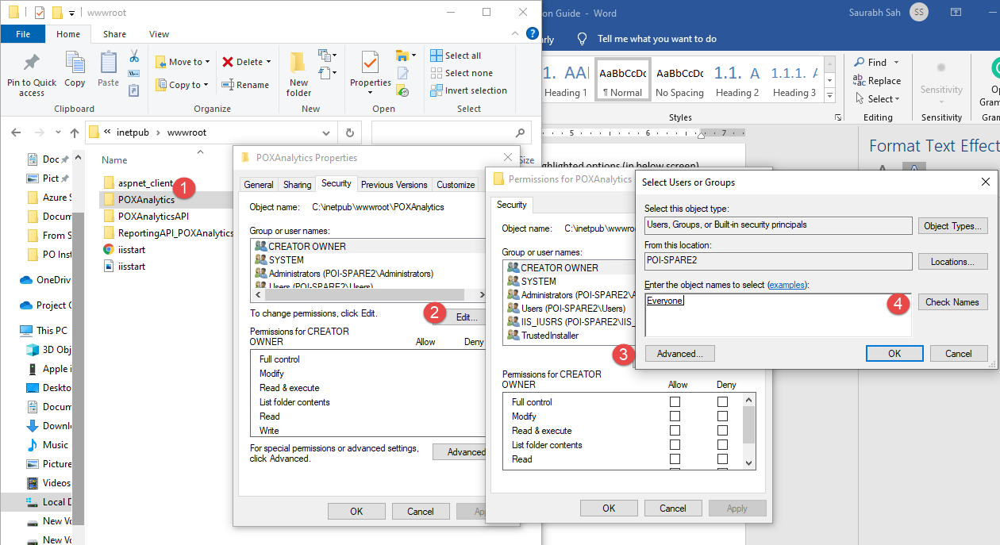 wwwroot
File Home Share View
Pin to Quick access
Copy
Paste
Clipboard
Move to
Copy to
Delete
Rename
Organize
New folder
New
Properties
Open
Select all
Select none
Invert selection
Select
« inetpub › wwwroot
Doc
Pict
Azure S
Docum
From S
PO Inst
OneDriv
Project
This PC
3D Obj
Apple i
Deskto
Docum
Downl
Music
Picture
Videos
Local D
New Vo
New Vo
Name
Size
aspnet_client
1
POXAnalytics
POXAnalyticsAPI
ReportingAPI_POXAnalytics
iisstart
iisstart
on Guide - Word
Saurabh Sah SS
rly
Tell me what you want to do
1. AA
Heading 1
AaBbCcDc
¶ Normal
AaBbCcDc
No Spacing
1.1. A
Heading 2
1.1.1. A
Heading 3
Styles
Find
Replace
Select
Editing
Sensitivity
Sensitivity
Op
Gramm
Gram
5 6 7
ghlighted options (in below screen)
Format Text Effect
POXAnalytics Properties
General Sharing Security Previous Versions Customize
Object name: C:\inetpub\wwwroot\POXAnalytics
Group or user names:
CREATOR OWNER
SYSTEM
Administrators (POI-SPARE2\Administrators)
Users (POI-SPARE2\Users)
To change permissions, click Edit.
2
Edit...
Permissions for CREATOR
OWNER Allow Deny
Full control
Modify
Read & execute
List folder contents
Read
Write
For special permissions or advanced settings,
click Advanced.
Advanced
OK Cancel Ap
Permissions for POXAnalytics
Security
Object name: C:\inetpub\wwwroo
Group or user names:
CREATOR OWNER
SYSTEM
Administrators (POI-SPARE2\A
Users (POI-SPARE2\Users)
IIS_IUSRS (POI-SPARE2\IIS_
TrustedInstaller
3
Permissions for CREATOR
OWNER Allow Deny
Full control
Modify
Read & execute
List folder contents
Read
OK Cancel Apply
Select Users or Groups
Select this object type:
Users, Groups, or Built-in security principals
Object Types...
From this location:
POI-SPARE2
Locations...
Enter the object names to select (examples):
Everyone
4
Check Names
Advanced...
OK Cancel